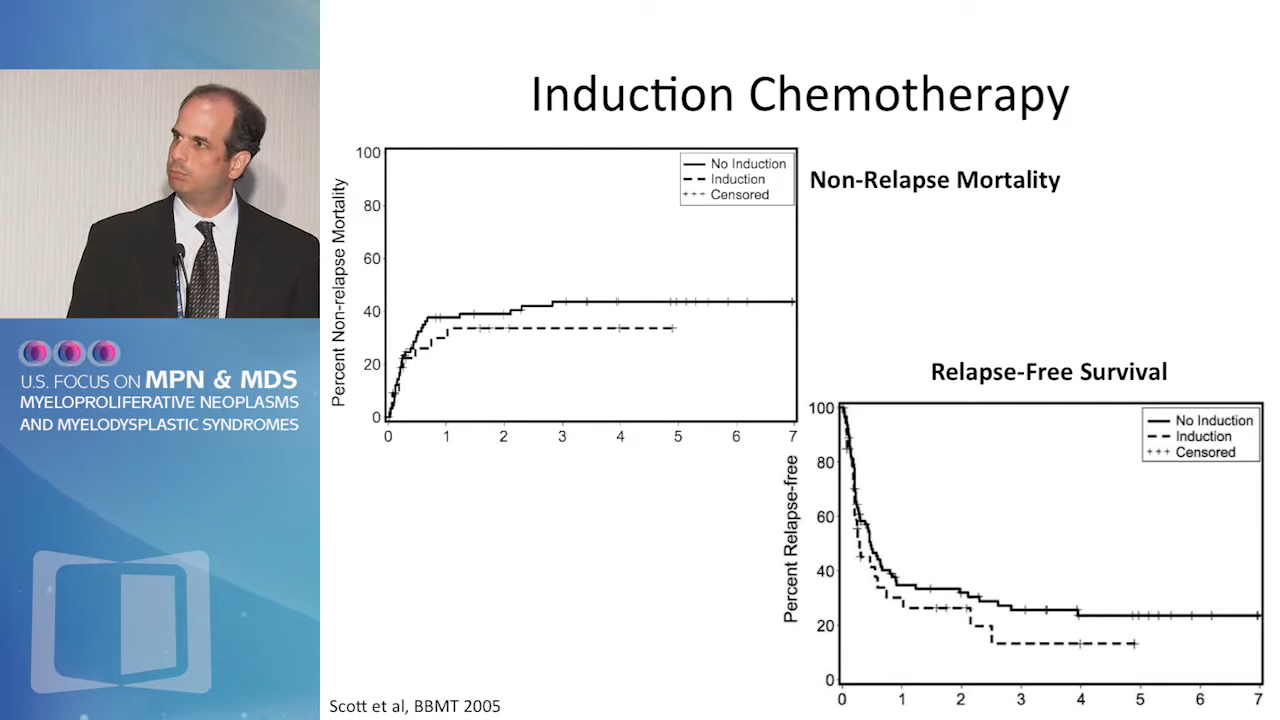 Induction Chemotherapy
100
80
60
40
20
0
Percent Non-relapse Mortality
No Induction
Induction
+++ Censored
0 1 2 3 4 5 6 7
Non-Relapse Mortality
Relapse-Free Survival
100
80
60
40
20
0
Percent Relapse-free
No Induction
Induction
+++ Censored
0 1 2 3 4 5 6 7
Scott et al, BBMT 2005
U.S. FOCUS ON MPN & MDS
MYELOPROLIFERATIVE NEOPLASMS
AND MYELODYSPLASTIC SYNDROMES